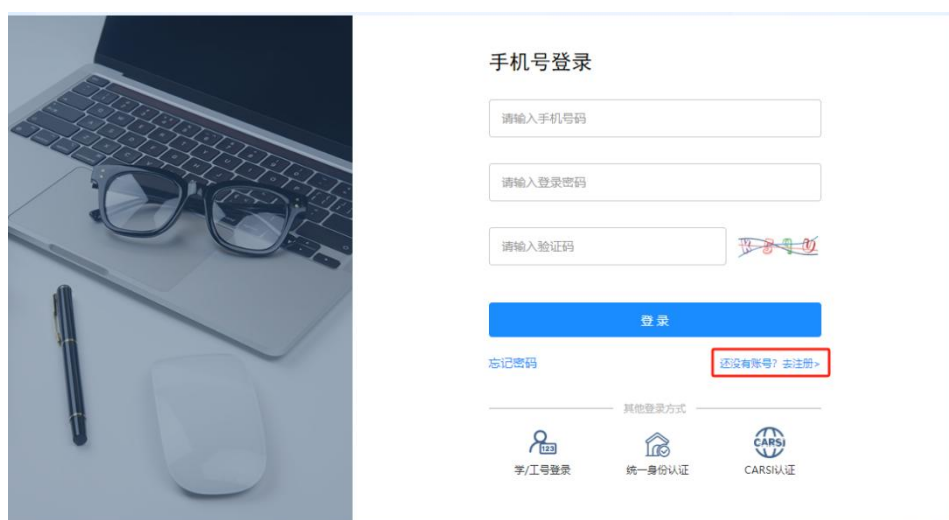 手机号登录
请输入手机号码
请输入登录密码
请输入验证码
登 录
忘记密码
还没有账号？去注册>
其他登录方式
123
CARSI
学/工号登录
统一身份认证
CARSI认证